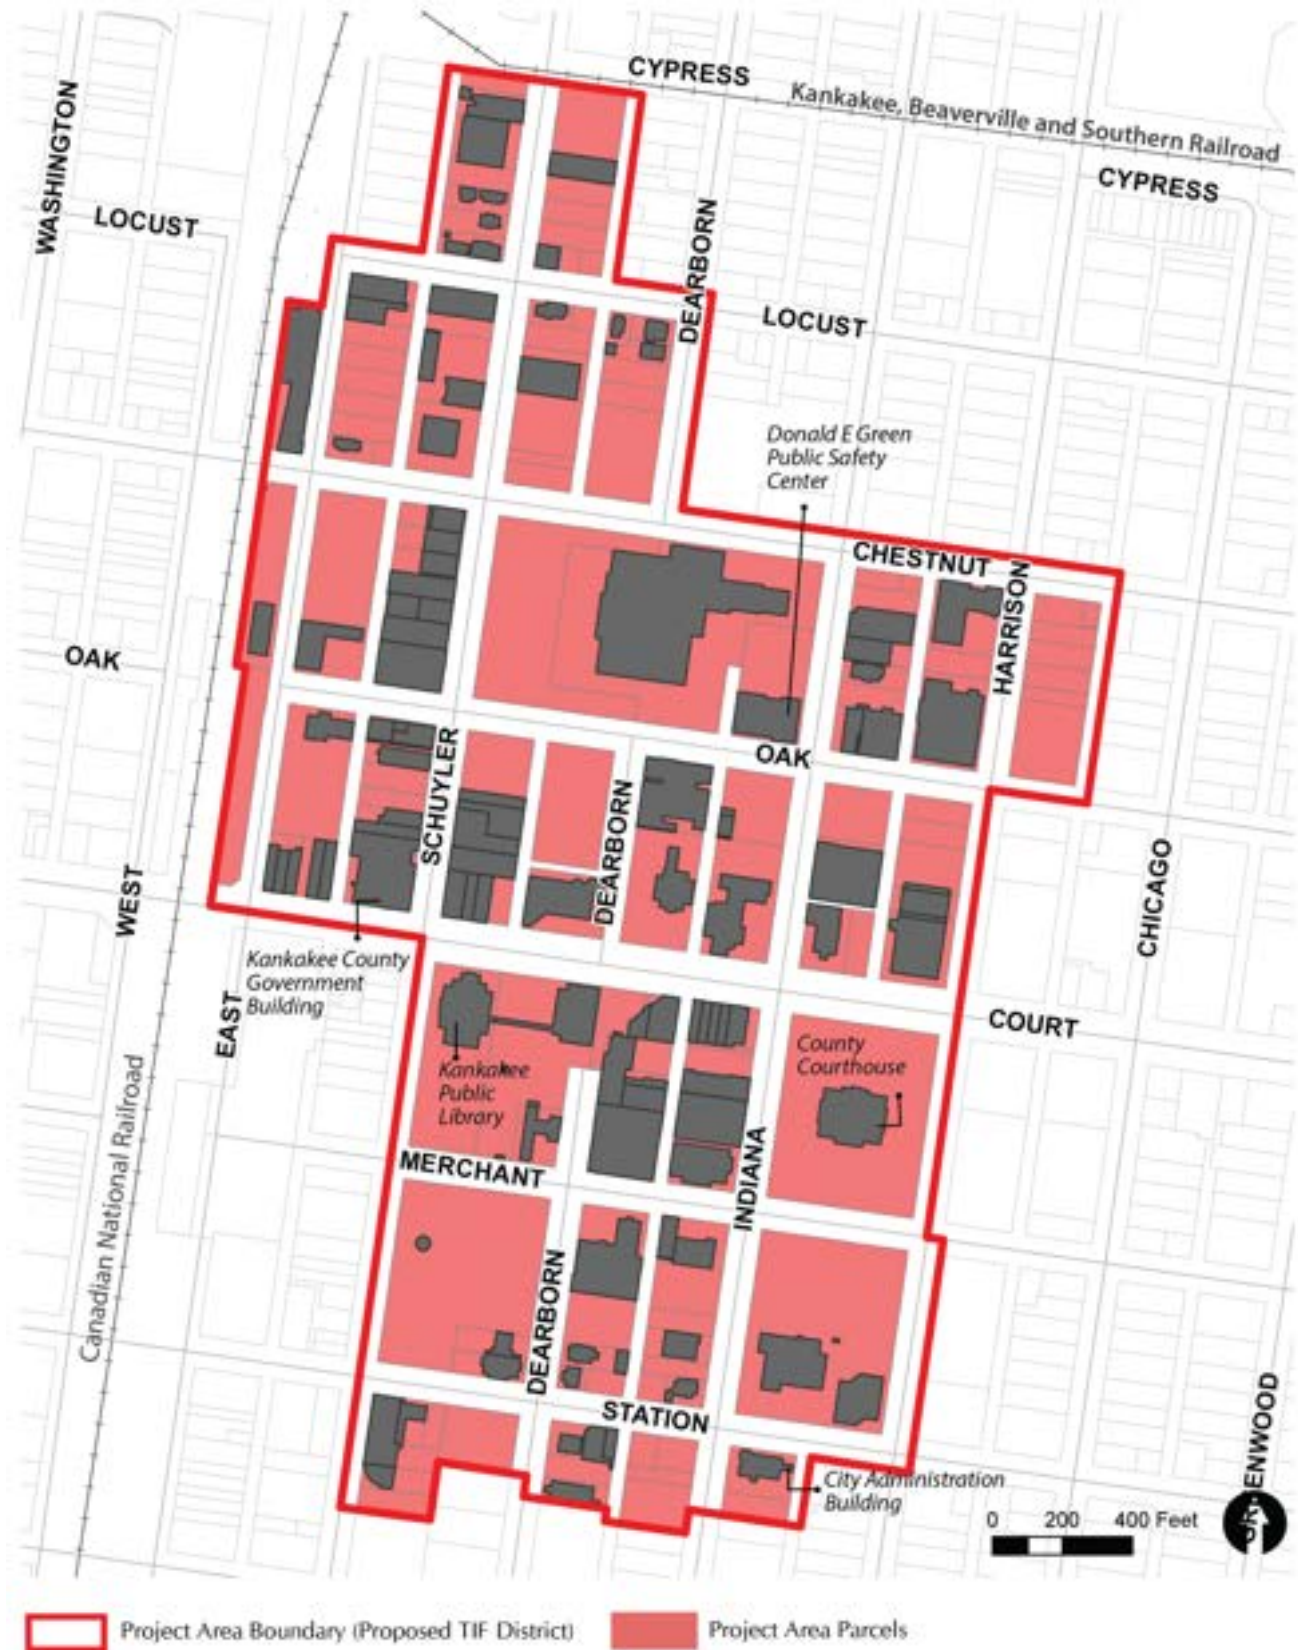 CYPRESS
Kankakee, Beaverville and Southern Railroad
CYPRESS
WASHINGTON
LOCUST
DEARBORN
LOCUST
Donald E Green
Public Safety
Center
CHESTNUT
HARRISON
OAK
OAK
SCHUYLER
DEARBORN
CHICAGO
WEST
Kankakee County
Government
Building
EAST
COURT
County
Courthouse
Kankakee
Public
Library
Canadian National Railroad
MERCHANT
INDIANA
DEARBORN
STATION
GREENWOOD
City Administration
Building
0 200 400 Feet
Project Area Boundary (Proposed TIF District)
Project Area Parcels